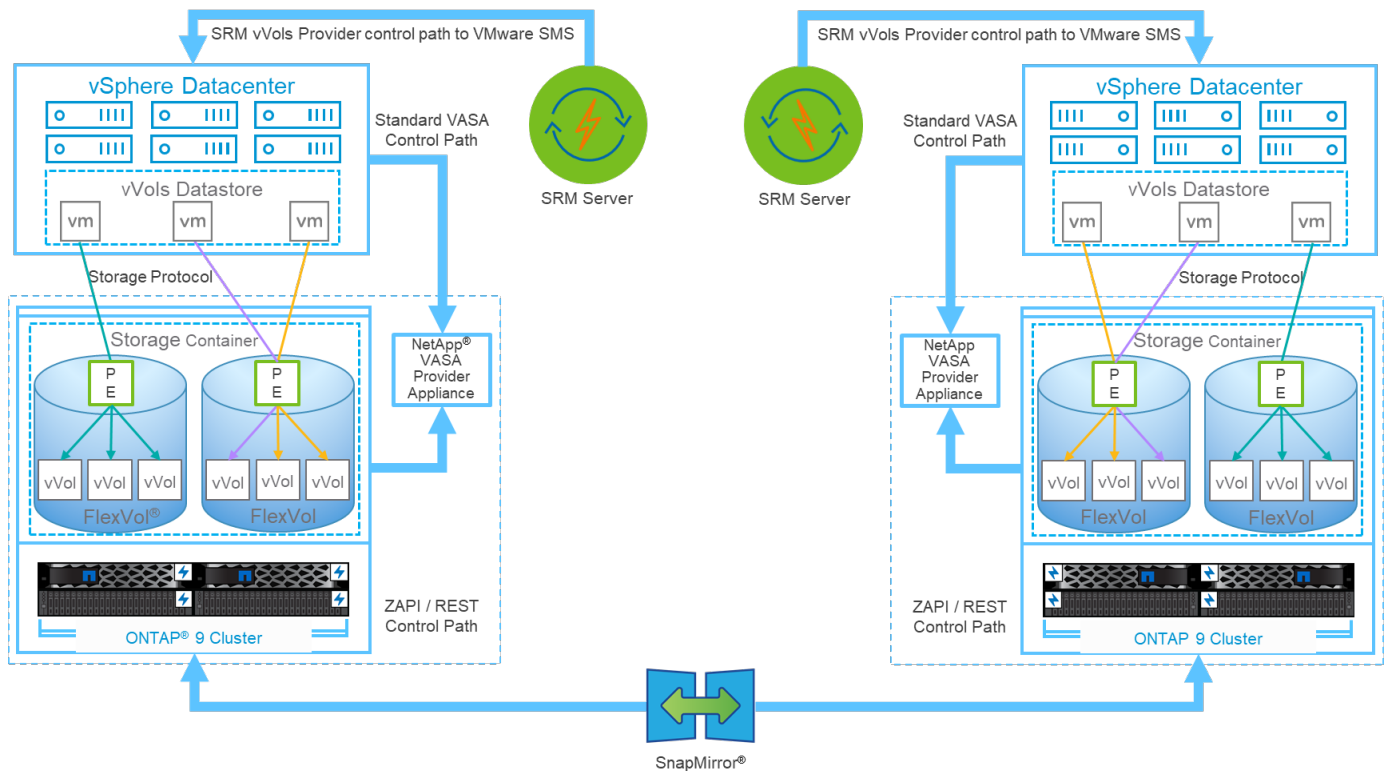 SRM vVols Provider control path to VMware SMS
vSphere Datacenter
vVols Datastore
vm
vm
vm
Storage Protocol
Standard VASA
Control Path
SRM Server
Storage Container
P
E
P
E
vVol
vVol
vVol
vVol
vVol
vVol
FlexVol®
FlexVol
NetApp®
VASA
Provider
Appliance
ZAPI / REST
Control Path
ONTAP® 9 Cluster
SRM vVols Provider control path to VMware SMS
SRM Server
Standard VASA
Control Path
vSphere Datacenter
vVols Datastore
vm
vm
vm
Storage Protocol
NetApp
VASA
Provider
Appliance
Storage Container
P
E
P
E
vVol
vVol
vVol
vVol
vVol
vVol
FlexVol
FlexVol
ZAPI / REST
Control Path
ONTAP 9 Cluster
SnapMirror®